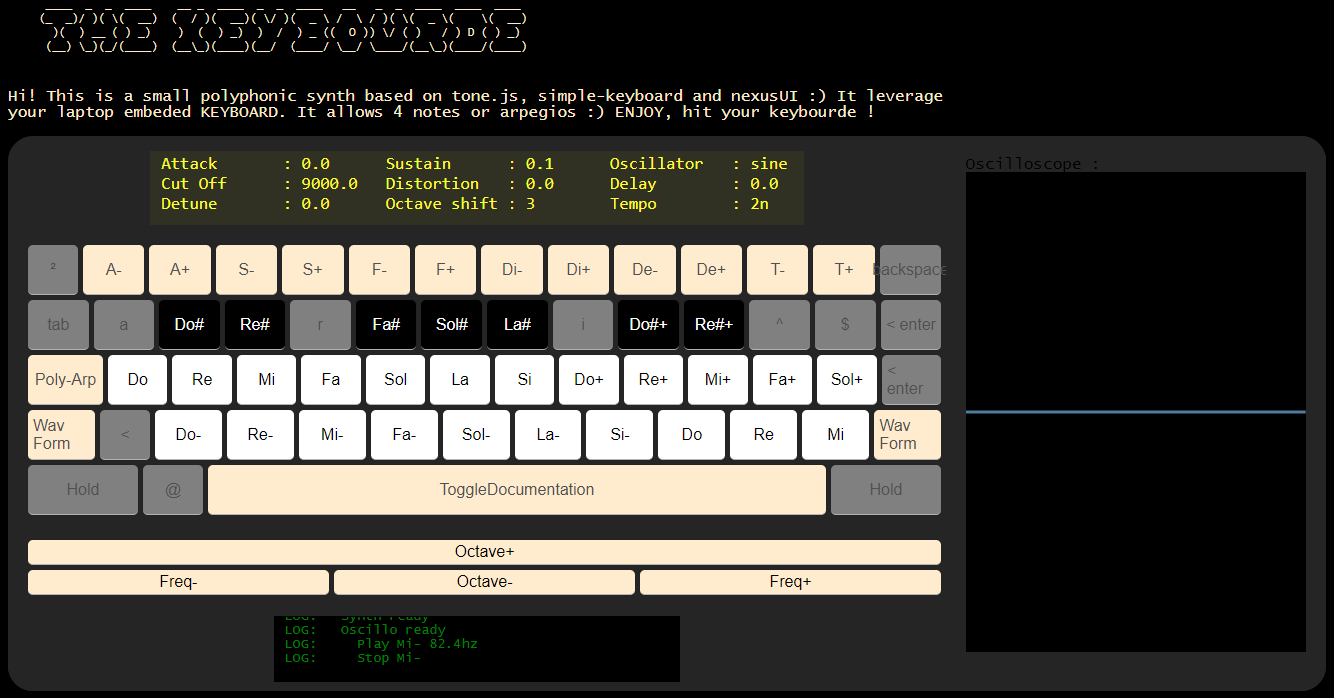 THE KEYBOURDE
Hi! This is a small polyphonic synth based on tone.js, simple-keyboard and nexusUI :) It leverage
your laptop embeded KEYBOARD. It allows 4 notes or arpegios :) ENJOY, hit your keybourde !
Attack : 0.0 Sustain : 0.1 Oscillator : sine
Cut Off : 9000.0 Distortion : 0.0 Delay : 0.0
Detune : 0.0 Octave shift : 3 Tempo : 2n
Oscilloscope :
² A- A+ S- S+ F- F+ Di- Di+ De- De+ T- T+ backspace
tab a Do# Re# r Fa# Sol# La# i Do#+ Re#+ ^ $ < enter
Poly-Arp Do Re Mi Fa Sol La Si Do+ Re+ Mi+ Fa+ Sol+ < enter
Wav Form < Do- Re- Mi- Fa- Sol- La- Si- Do Re Mi Wav Form
Hold @ ToggleDocumentation Hold
Octave+
Freq- Octave- Freq+
LOG: Synth ready
LOG: Oscillo ready
LOG: Play Mi- 82.4hz
LOG: Stop Mi-